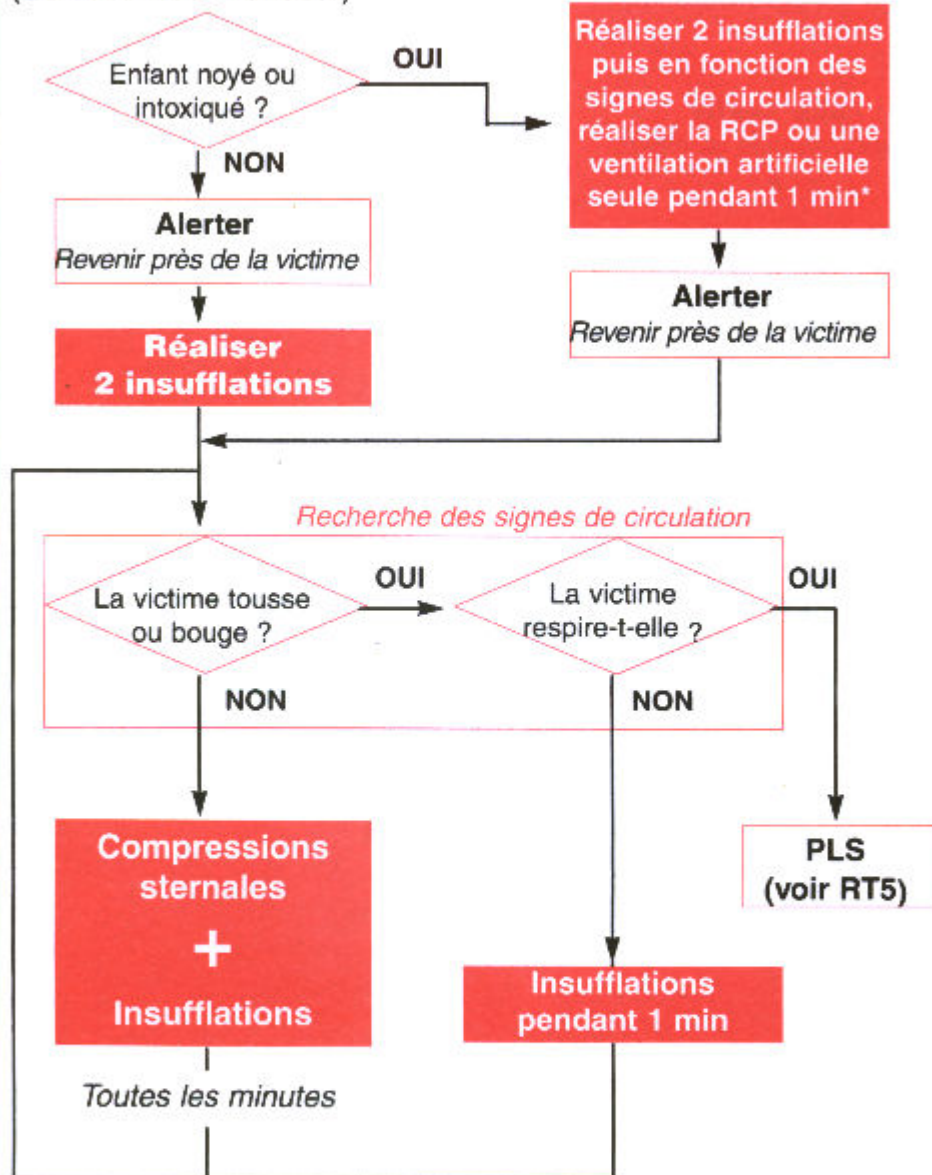 Enfant noyé ou
intoxiqué ?
OUI
Réaliser 2 insufflations
puis en fonction des
signes de circulation,
réaliser la RCP ou une
ventilation artificielle
seule pendant 1 min*
NON
Alerter
Revenir près de la victime
Alerter
Revenir près de la victime
Réaliser
2 insufflations
Recherche des signes de circulation
La victime tousse
ou bouge ?
OUI
La victime
respire-t-elle ?
OUI
NON
NON
Compressions
sternales
+
Insufflations
PLS
(voir RT5)
Insufflations
pendant 1 min
Toutes les minutes